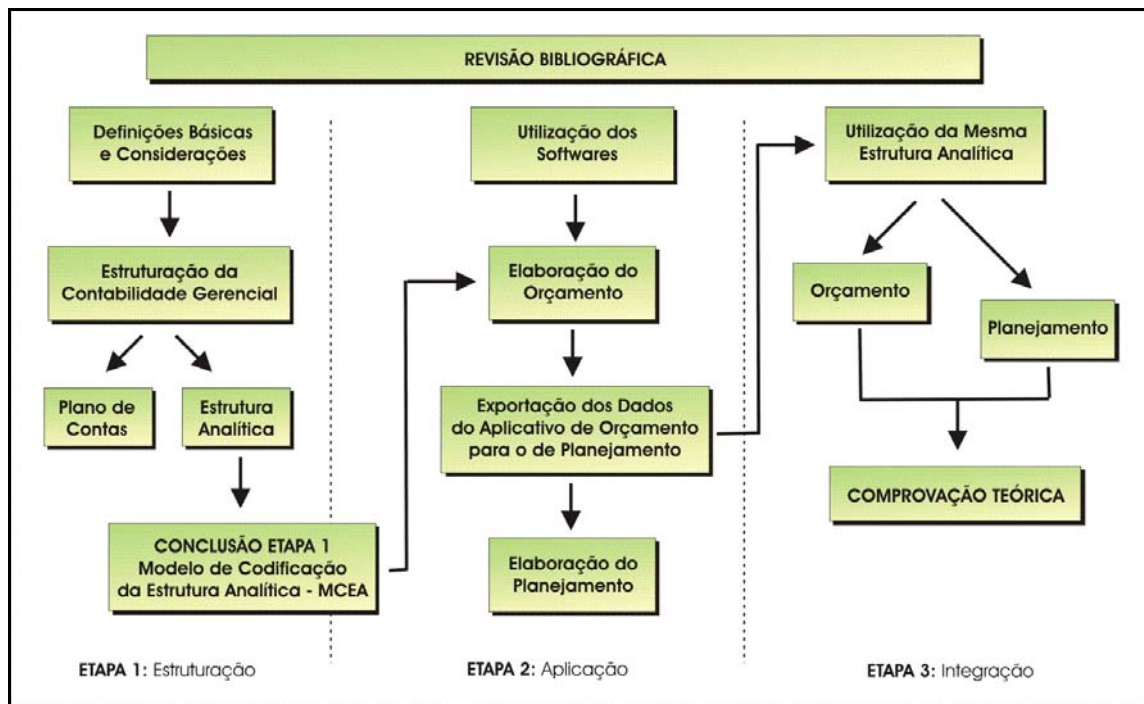 REVISÃO BIBLIOGRÁFICA
Definições Básicas
e Considerações
Estruturação da
Contabilidade Gerencial
Plano de
Contas
Estrutura
Analítica
CONCLUSÃO ETAPA 1
Modelo de Codificação
da Estrutura Analítica - MCEA
ETAPA 1: Estruturação
Utilização dos
Softwares
Elaboração do
Orçamento
Exportação dos Dados
do Aplicativo de Orçamento
para o de Planejamento
Elaboração do
Planejamento
ETAPA 2: Aplicação
Utilização da Mesma
Estrutura Analítica
Orçamento
Planejamento
COMPROVAÇÃO TEÓRICA
ETAPA 3: Integração